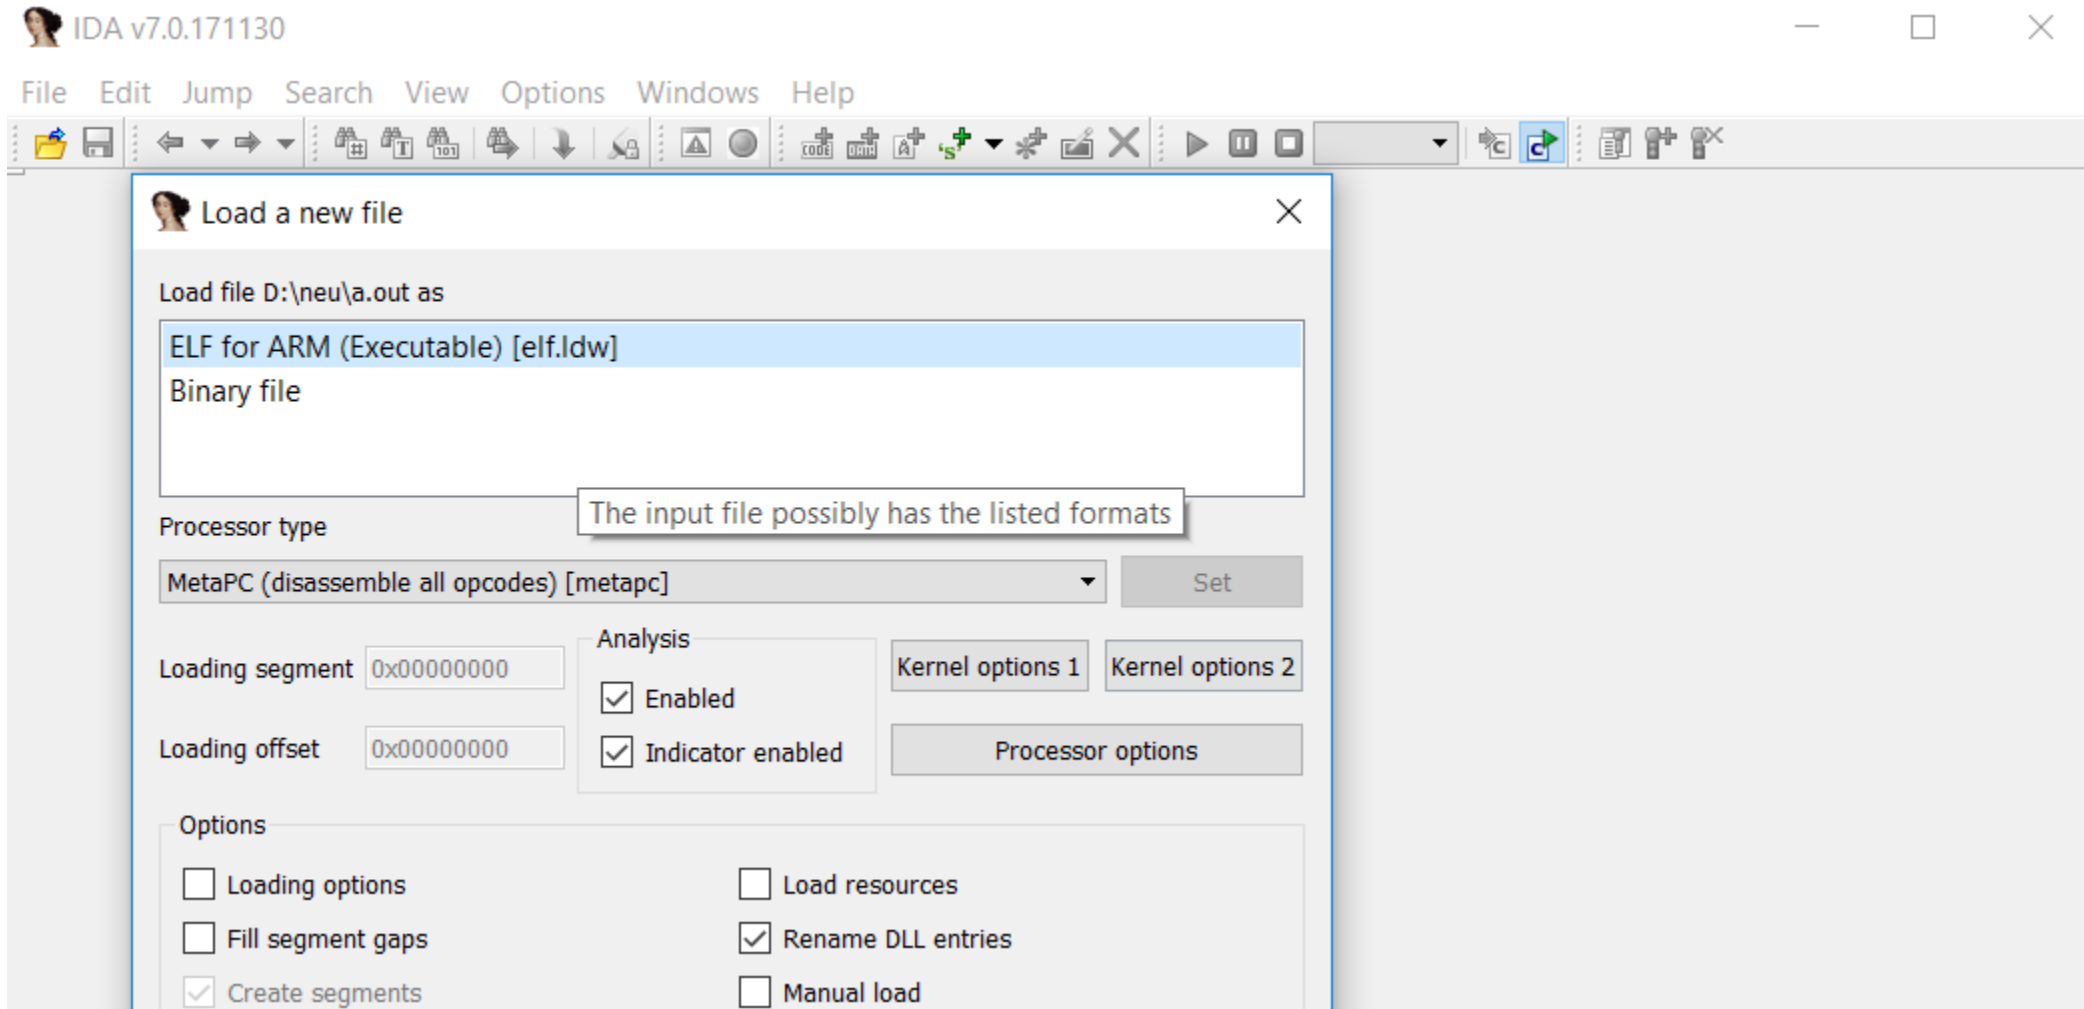 IDA v7.0.171130
File Edit Jump Search View Options Windows Help
Load a new file
Load file D:\neu\a.out as
ELF for ARM (Executable) [elf.ldw]
Binary file
The input file possibly has the listed formats
Processor type
MetaPC (disassemble all opcodes) [metapc] Set
Analysis
Loading segment 0x00000000 Enabled Kernel options 1 Kernel options 2
Loading offset 0x00000000 Indicator enabled Processor options
Options
Loading options Load resources
Fill segment gaps Rename DLL entries
Create segments Manual load